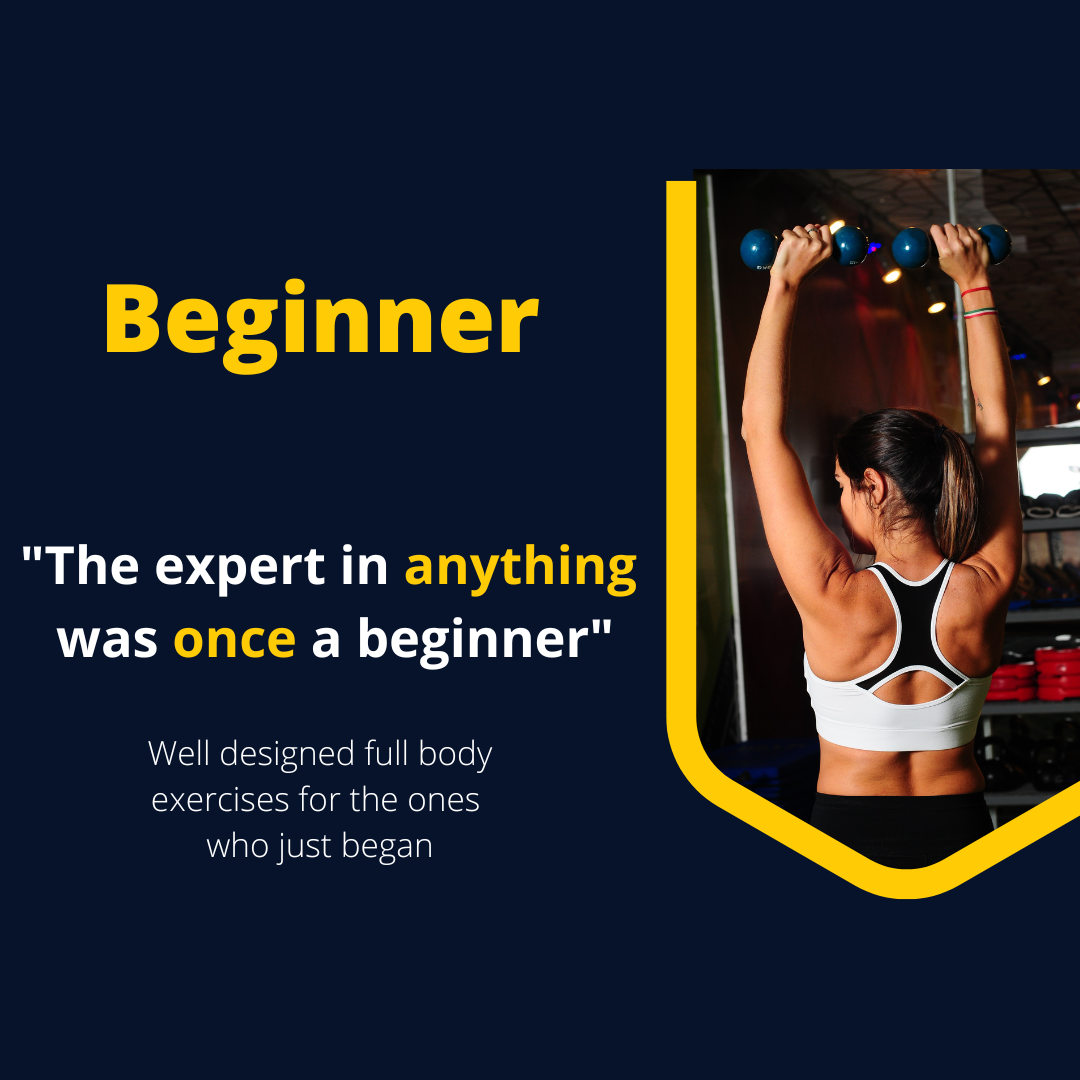 Beginner
"The expert in anything
was once a beginner"
Well designed full body
exercises for the ones
who just began